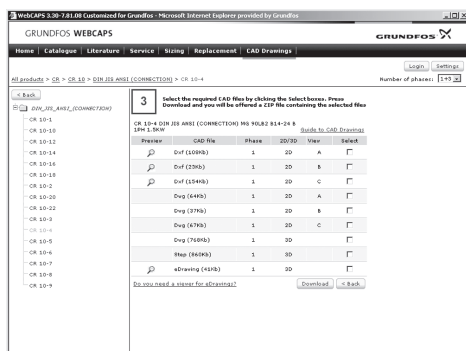 WebCAPS 3.30-7.81.08 Customized for Grundfos - Microsoft Internet Explorer provided by Grundfos
GRUNDFOS WEBCAPS
GRUNDFOS
Home | Catalogue | Literature | Service | Sizing | Replacement | CAD Drawings |
Login Settings
All products > CR > CR 10 > DIN_JIS_ANSI_(CONNECTION) > CR 10-4
Number of phases: 1+3
< Back
DIN_JIS_ANSI_(CONNECTION)
CR 10-1
CR 10-10
CR 10-12
CR 10-14
CR 10-16
CR 10-18
CR 10-2
CR 10-20
CR 10-22
CR 10-3
CR 10-4
CR 10-5
CR 10-6
CR 10-7
CR 10-8
CR 10-9
3
Select the required CAD files by clicking the Select boxes. Press
Download and you will be offered a ZIP file containing the selected files
CR 10-4 DIN JIS ANSI (CONNECTION) MG 90LB2 B14-24 5
1PH 1.5KW
Guide to CAD Drawings
Preview CAD file Phase 2D/3D View Select
Dxf (109Kb) 1 2D A
Dxf (23Kb) 1 2D B
Dxf (154Kb) 1 2D C
Dwg (64Kb) 1 2D A
Dwg (37Kb) 1 2D B
Dwg (67Kb) 1 2D C
Dwg (768Kb) 1 3D
Step (860Kb) 1 3D
eDrawing (41Kb) 1 3D
Do you need a viewer for eDrawings?
Download < Back